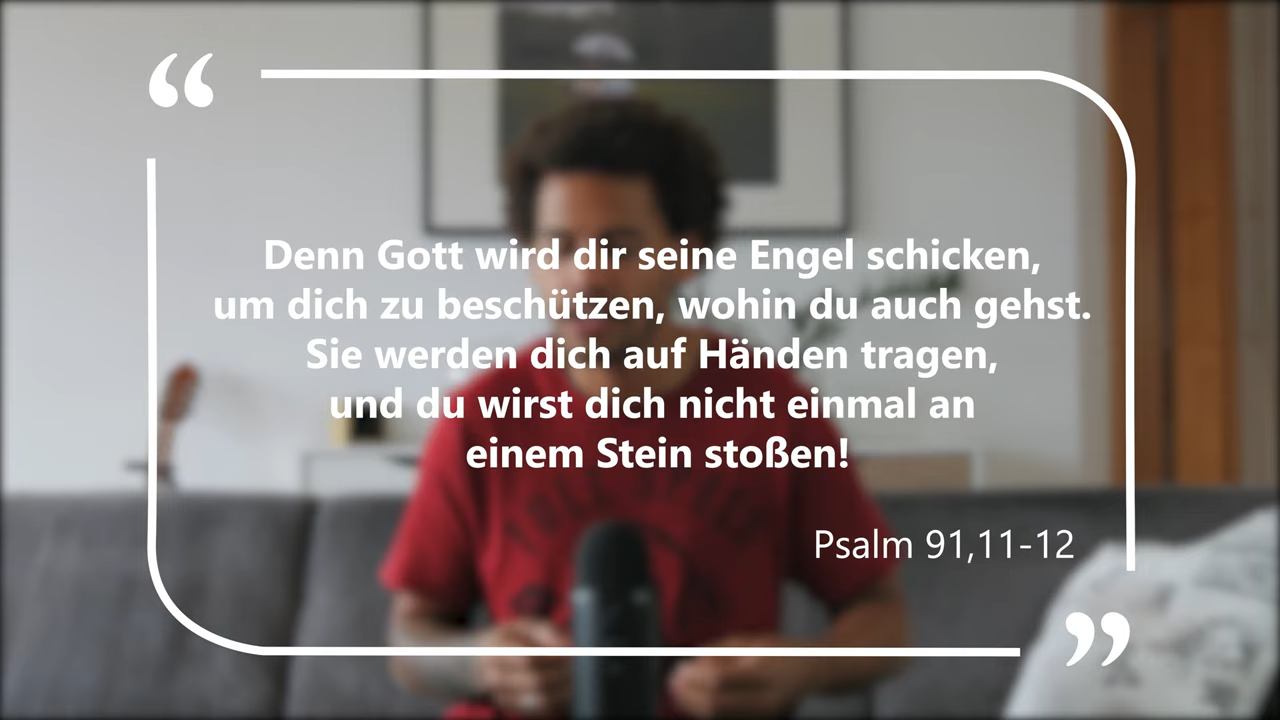 Denn Gott wird dir seine Engel schicken,
um dich zu beschützen, wohin du auch gehst.
Sie werden dich auf Händen tragen,
und du wirst dich nicht einmal an
einem Stein stoßen!
Psalm 91,11-12